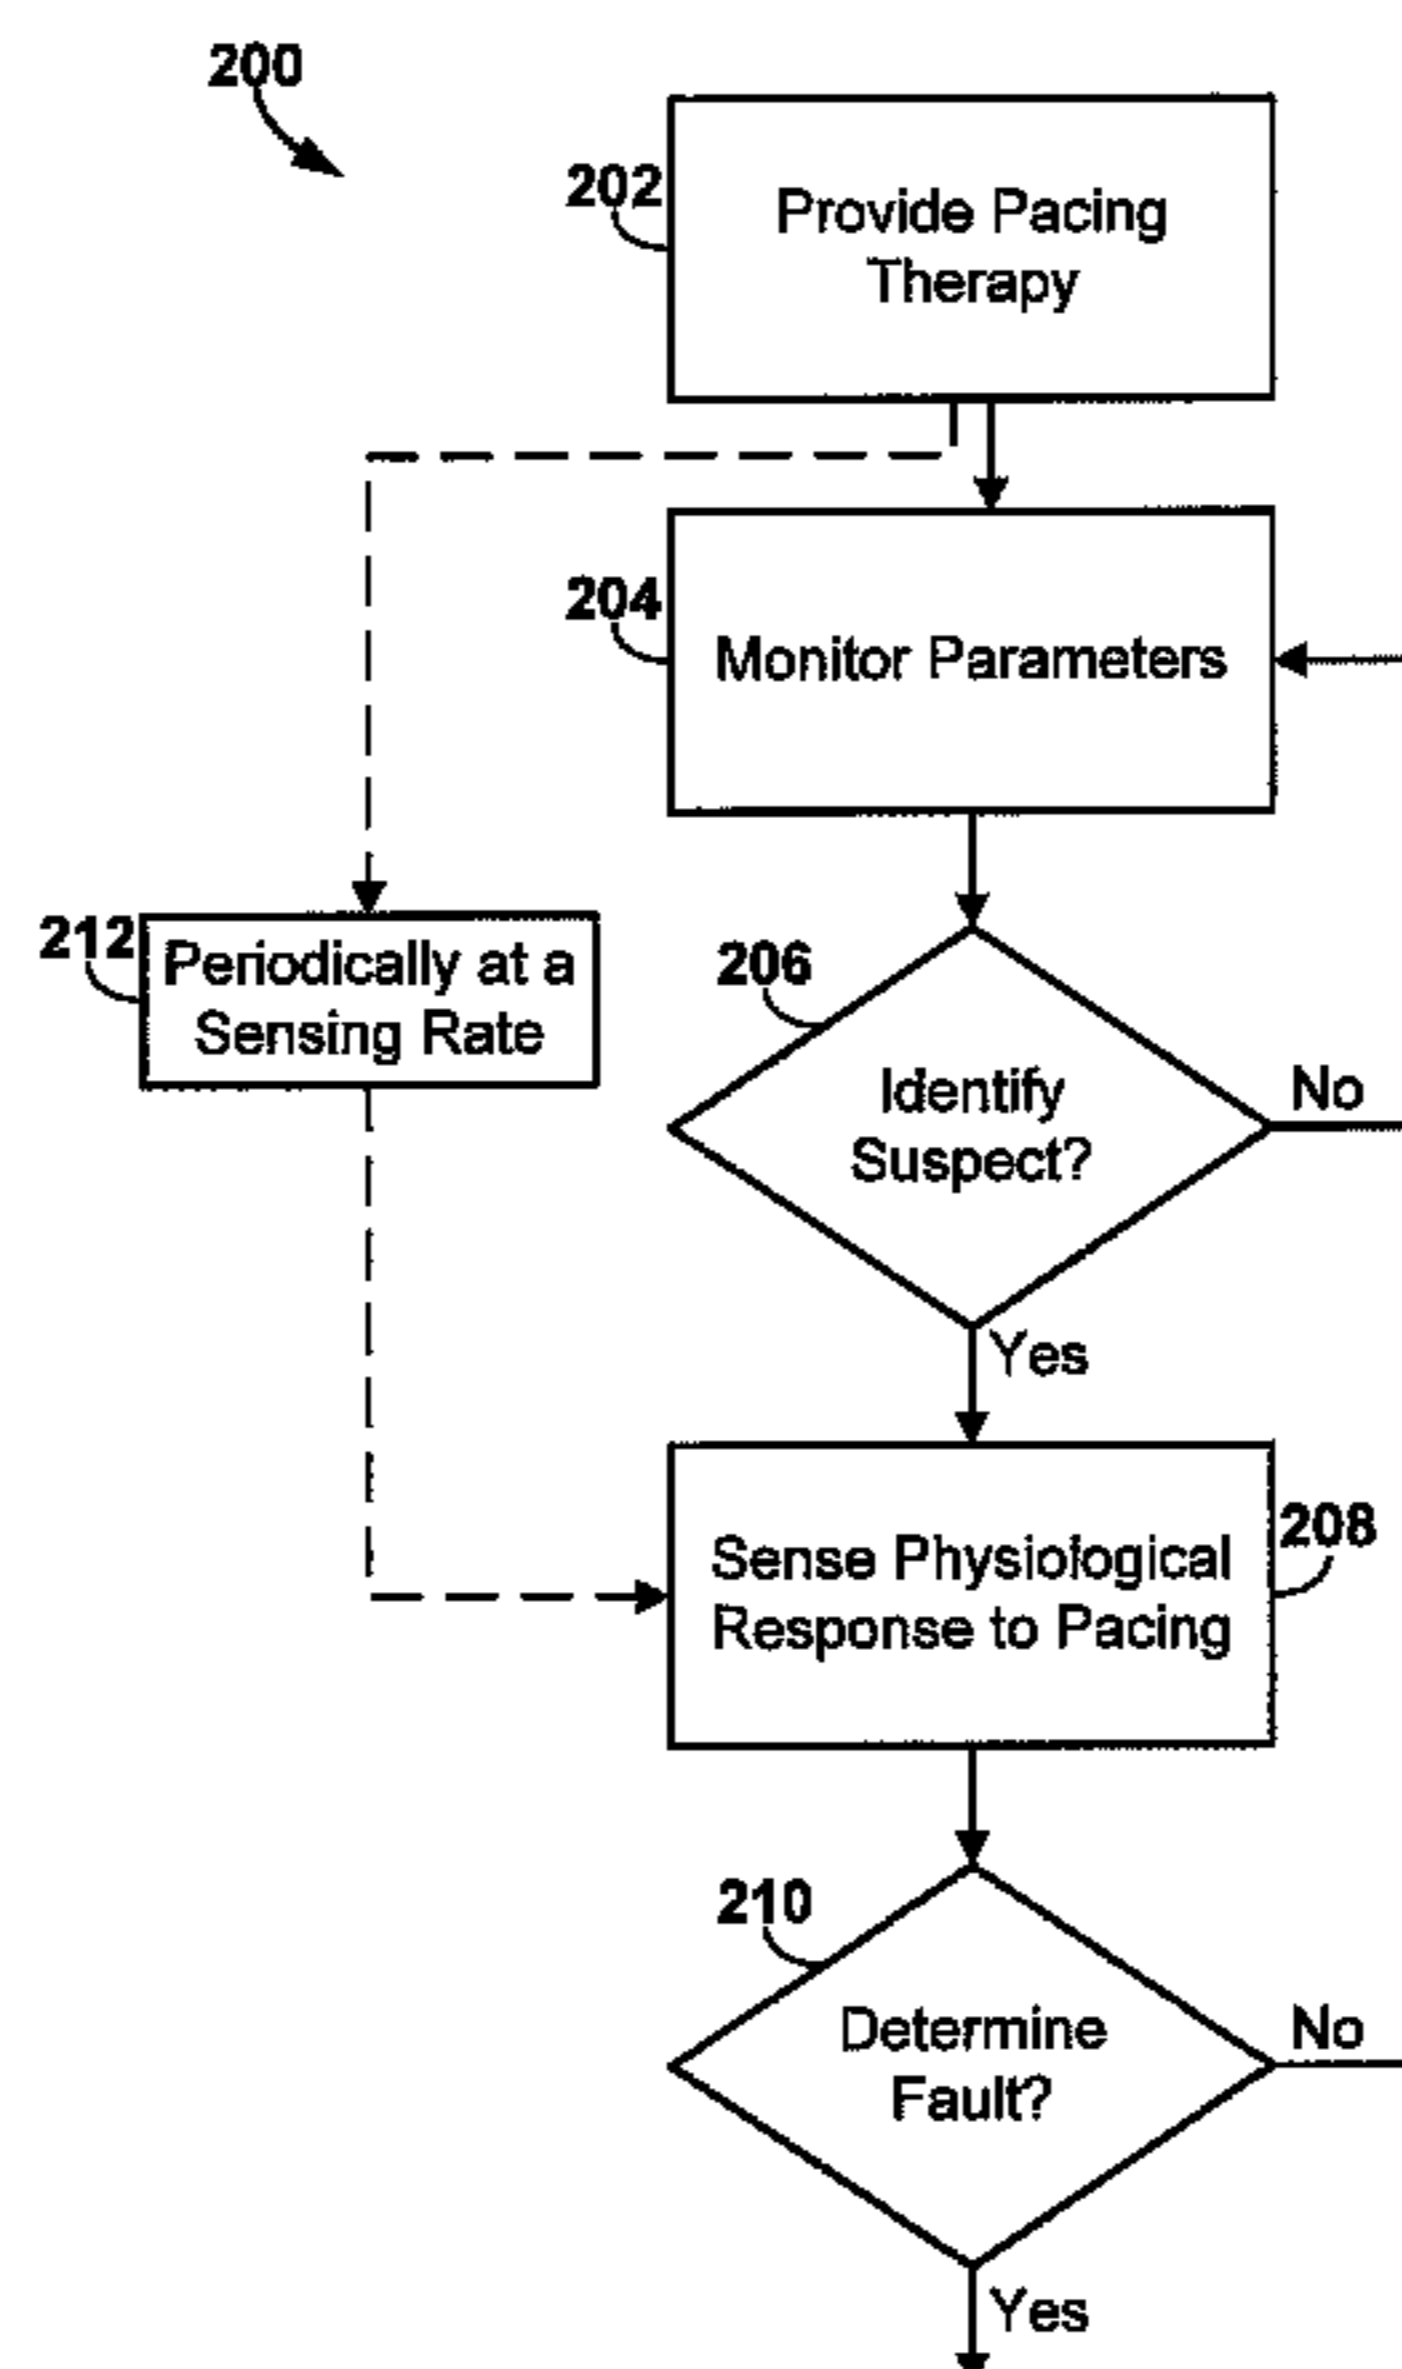 200
202
Provide Pacing
Therapy
204
Monitor Parameters
212
Periodically at a
Sensing Rate
206
Identify
Suspect?
No
Yes
Sense Physiological
Response to Pacing
208
210
Determine
Fault?
No
Yes